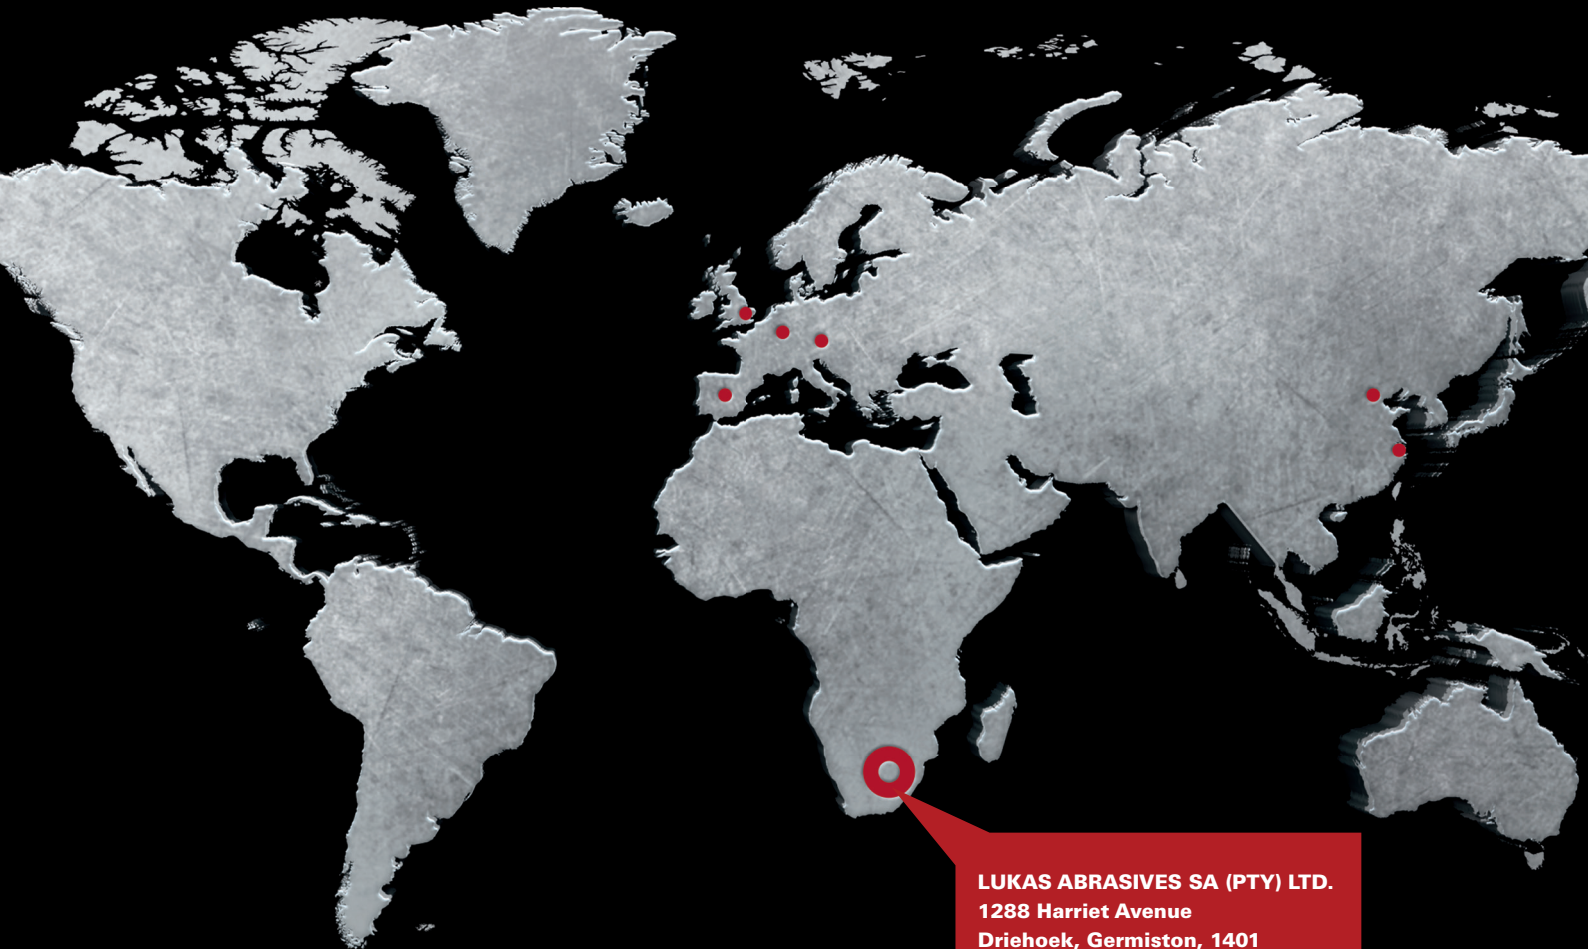 LUKAS ABRASIVES SA (PTY) LTD.
1288 Harriet Avenue
Driehoek, Germiston, 1401